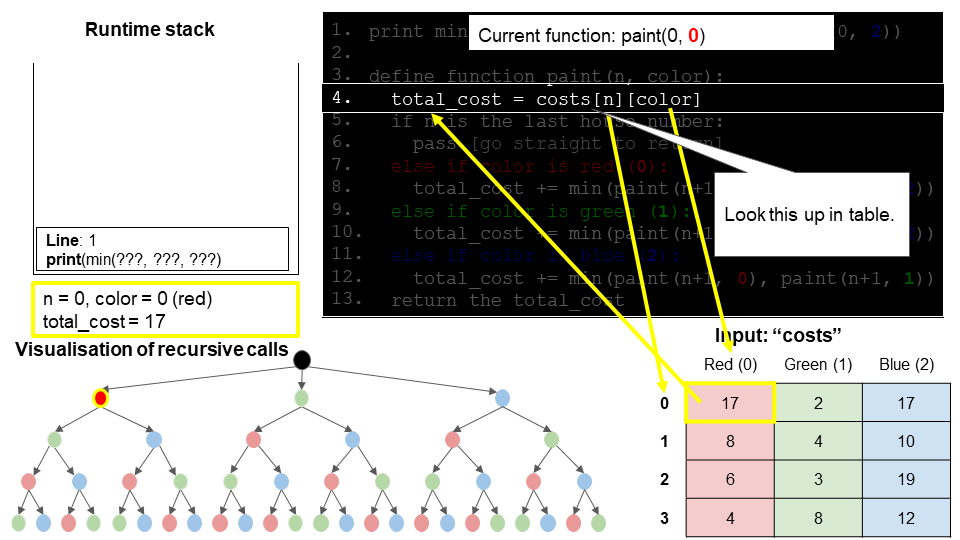 Runtime stack
1. print min 0, 2))
Current function: paint(0, 0)
2.
3. define function paint(n, color):
4. total_cost = costs[n][color]
5. if n is the last house number:
6. pass [go straight to return]
7. else if color is red (0):
8. total_cost += min(paint(n+1 ))
9. else if color is green (1):
10. total_cost += min(paint(n+1 ))
11. else if color is blue (2):
12. total_cost += min(paint(n+1, 0), paint(n+1, 1))
13. return the total_cost
Look this up in table.
Line: 1
print(min(???, ???, ???)
n = 0, color = 0 (red)
total_cost = 17
Visualisation of recursive calls
Input: “costs”
Red (0) Green (1) Blue (2)
0 17 2 17
1 8 4 10
2 6 3 19
3 4 8 12